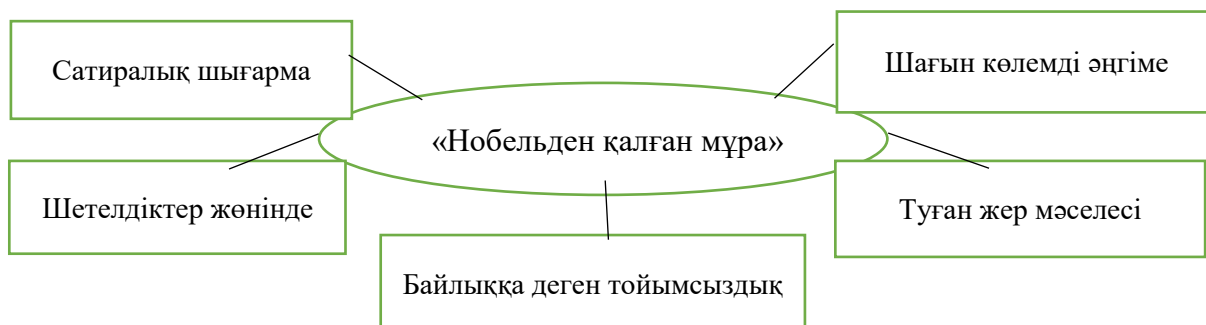 Сатиралық шығарма
Шағын көлемді әңгіме
«Нобельден қалған мұра»
Шетелдіктер жөнінде
Туған жер мәселесі
Байлыққа деген тойымсыздық